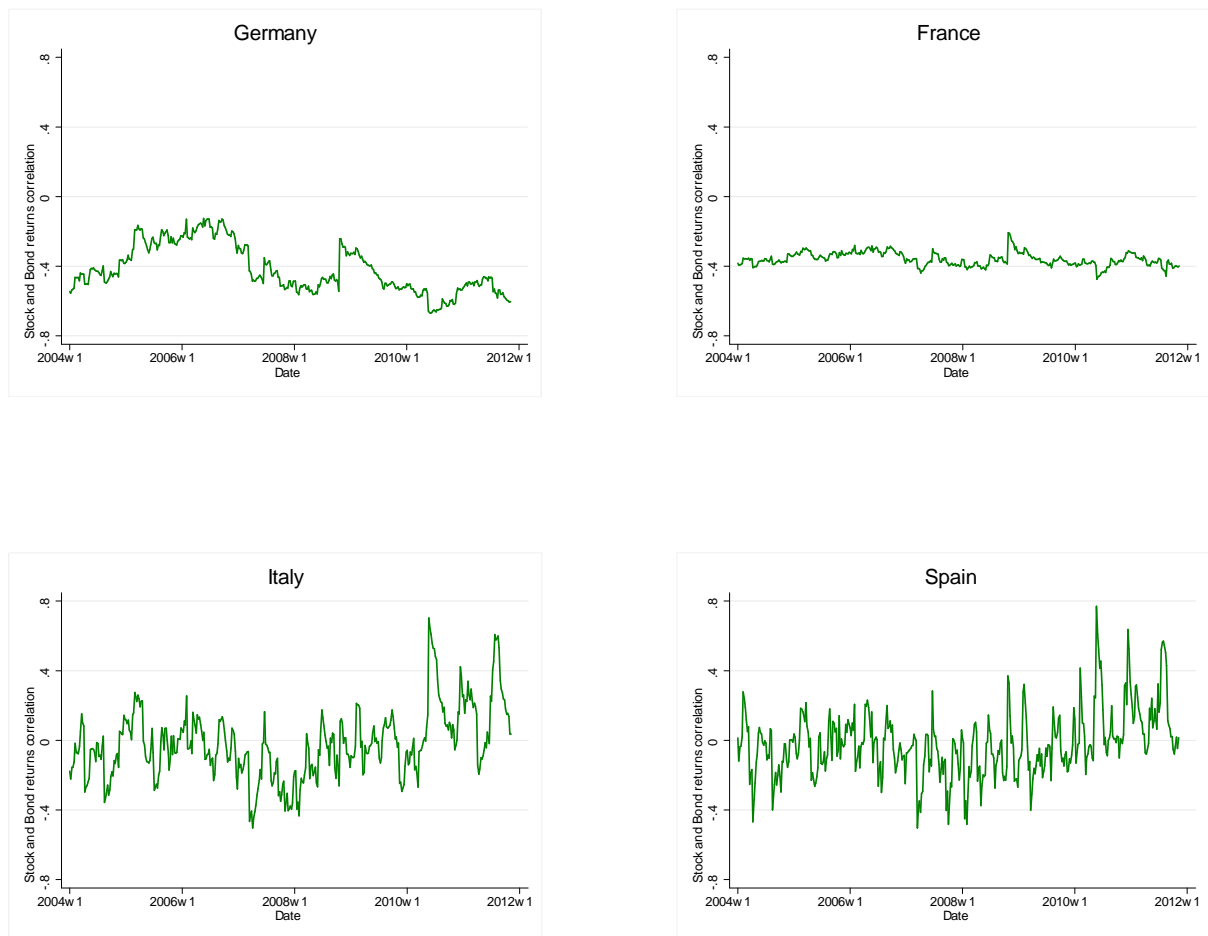 Germany
Stock and Bond returns correlation
.8
.4
0
-.4
-.8
2004w1 2006w1 2008w1 2010w1 2012w1
Date
France
Stock and Bond returns correlation
.8
.4
0
-.4
-.8
2004w1 2006w1 2008w1 2010w1 2012w1
Date
Italy
Stock and Bond returns correlation
.8
.4
0
-.4
-.8
2004w1 2006w1 2008w1 2010w1 2012w1
Date
Spain
Stock and Bond returns correlation
.8
.4
0
-.4
-.8
2004w1 2006w1 2008w1 2010w1 2012w1
Date